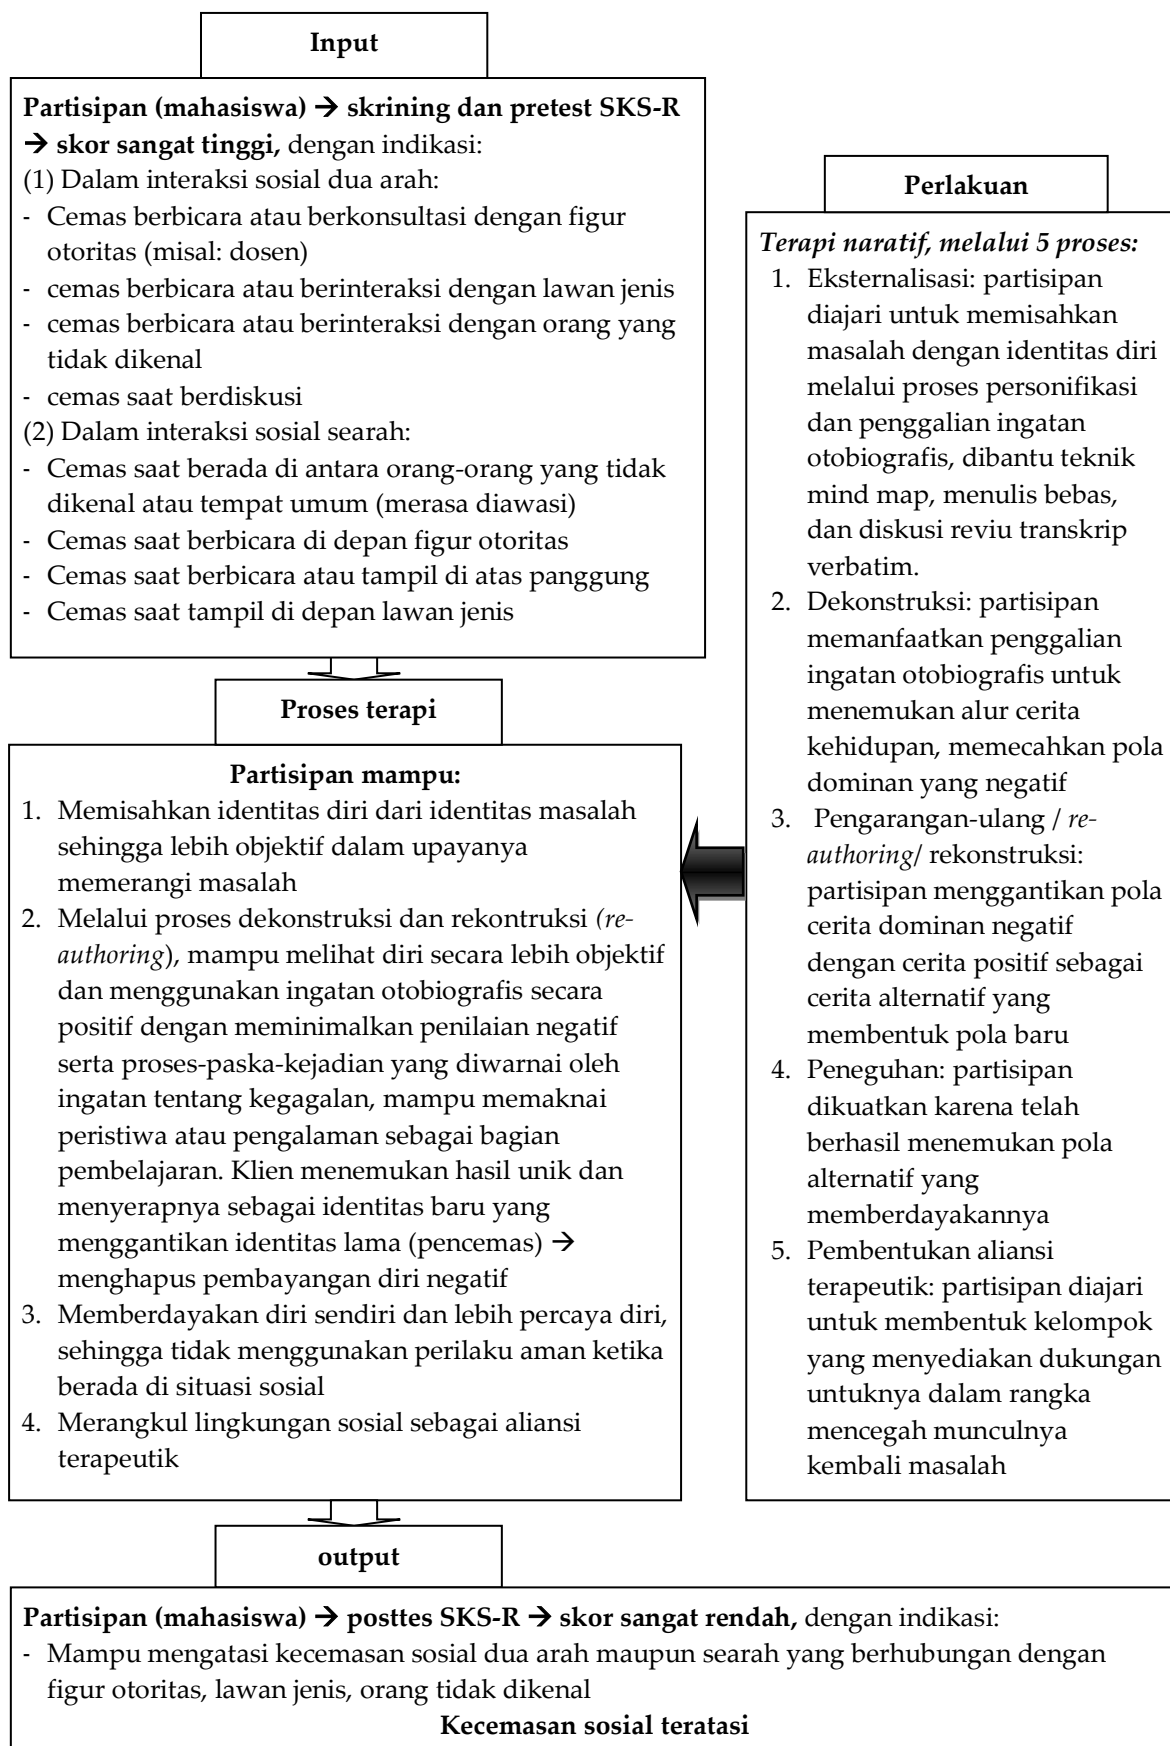 Input
Partisipan (mahasiswa) → skrining dan pretest SKS-R
→ skor sangat tinggi, dengan indikasi:
(1) Dalam interaksi sosial dua arah:
- Cemas berbicara atau berkonsultasi dengan figur
otoritas (misal: dosen)
- cemas berbicara atau berinteraksi dengan lawan jenis
- cemas berbicara atau berinteraksi dengan orang yang
tidak dikenal
- cemas saat berdiskusi
(2) Dalam interaksi sosial searah:
- Cemas saat berada di antara orang-orang yang tidak
dikenal atau tempat umum (merasa diawasi)
- Cemas saat berbicara di depan figur otoritas
- Cemas saat berbicara atau tampil di atas panggung
- Cemas saat tampil di depan lawan jenis
Perlakuan
Terapi naratif, melalui 5 proses:
1. Eksternalisasi: partisipan
diajari untuk memisahkan
masalah dengan identitas diri
melalui proses personifikasi
dan penggalian ingatan
otobiografis, dibantu teknik
mind map, menulis bebas,
dan diskusi reviu transkrip
verbatim.
2. Dekonstruksi: partisipan
memanfaatkan penggalian
ingatan otobiografis untuk
menemukan alur cerita
kehidupan, memecahkan pola
dominan yang negatif
3. Pengarangan-ulang / re-
authoring/ rekonstruksi:
partisipan menggantikan pola
cerita dominan negatif
dengan cerita positif sebagai
cerita alternatif yang
membentuk pola baru
4. Peneguhan: partisipan
dikuatkan karena telah
berhasil menemukan pola
alternatif yang
memberdayakannya
5. Pembentukan aliansi
terapeutik: partisipan diajari
untuk membentuk kelompok
yang menyediakan dukungan
untuknya dalam rangka
mencegah munculnya
kembali masalah
Proses terapi
Partisipan mampu:
1. Memisahkan identitas diri dari identitas masalah
sehingga lebih objektif dalam upayanya
memerangi masalah
2. Melalui proses dekonstruksi dan rekontruksi (re-
authoring), mampu melihat diri secara lebih objektif
dan menggunakan ingatan otobiografis secara
positif dengan meminimalkan penilaian negatif
serta proses-paska-kejadian yang diwarnai oleh
ingatan tentang kegagalan, mampu memaknai
peristiwa atau pengalaman sebagai bagian
pembelajaran. Klien menemukan hasil unik dan
menyerapnya sebagai identitas baru yang
menggantikan identitas lama (pencemas) →
menghapus pembayangan diri negatif
3. Memberdayakan diri sendiri dan lebih percaya diri,
sehingga tidak menggunakan perilaku aman ketika
berada di situasi sosial
4. Merangkul lingkungan sosial sebagai aliansi
terapeutik
output
Partisipan (mahasiswa) → posttes SKS-R → skor sangat rendah, dengan indikasi:
- Mampu mengatasi kecemasan sosial dua arah maupun searah yang berhubungan dengan
figur otoritas, lawan jenis, orang tidak dikenal
Kecemasan sosial teratasi